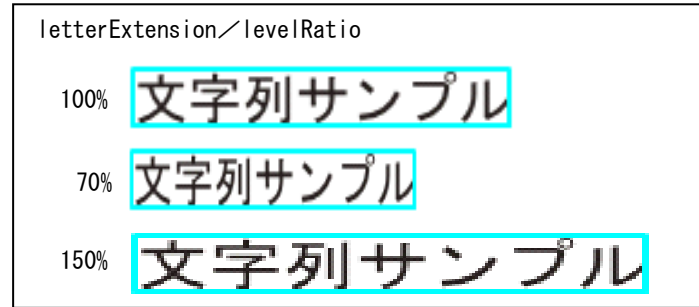 letterExtension／levelRatio
100% 文字列サンプル
70% 文字列サンプル
150% 文字列サンプル